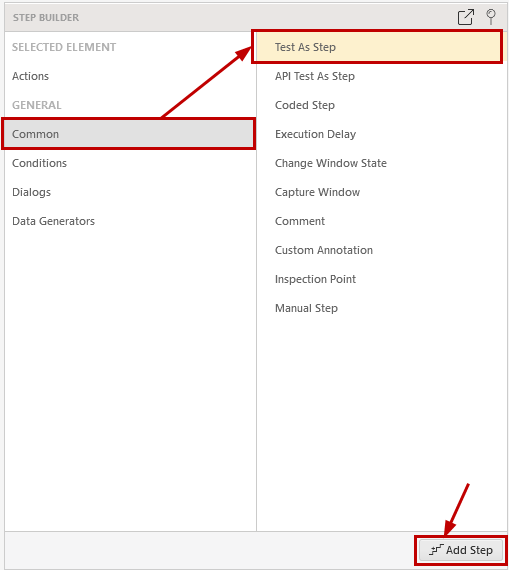 STEP BUILDER
SELECTED ELEMENT
Actions
GENERAL
Common
Conditions
Dialogs
Data Generators
Test As Step
API Test As Step
Coded Step
Execution Delay
Change Window State
Capture Window
Comment
Custom Annotation
Inspection Point
Manual Step
Add Step